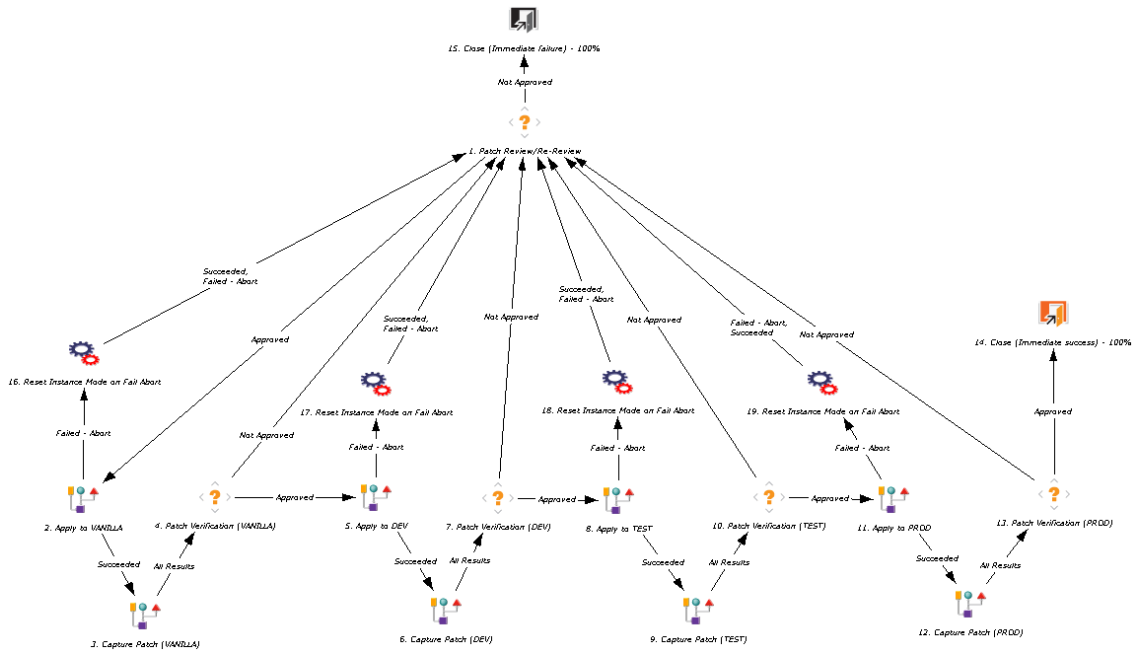 15. Close (Immediate failure) - 100%
Not Approved
1. Patch Review/Re-Review
Succeeded,
Failed - Abort
Succeeded,
Failed - Abort
Not Approved
Succeeded,
Failed - Abort
Not Approved
Failed - Abort,
Succeeded
Not Approved
Approved
14. Close (Immediate success) - 100%
16. Reset Instance Mode on Fail Abort
17. Reset Instance Mode on Fail Abort
18. Reset Instance Mode on Fail Abort
19. Reset Instance Mode on Fail Abort
Approved
Failed - Abort
Not Approved
Failed - Abort
Failed - Abort
Failed - Abort
Approved
Approved
Approved
2. Apply to VANILLA
4. Patch Verification (VANILLA)
5. Apply to DEV
7. Patch Verification (DEV)
8. Apply to TEST
10. Patch Verification (TEST)
11. Apply to PROD
13. Patch Verification (PROD)
Succeeded
All Results
Succeeded
All Results
Succeeded
All Results
Succeeded
All Results
3. Capture Patch (VANILLA)
6. Capture Patch (DEV)
9. Capture Patch (TEST)
12. Capture Patch (PROD)